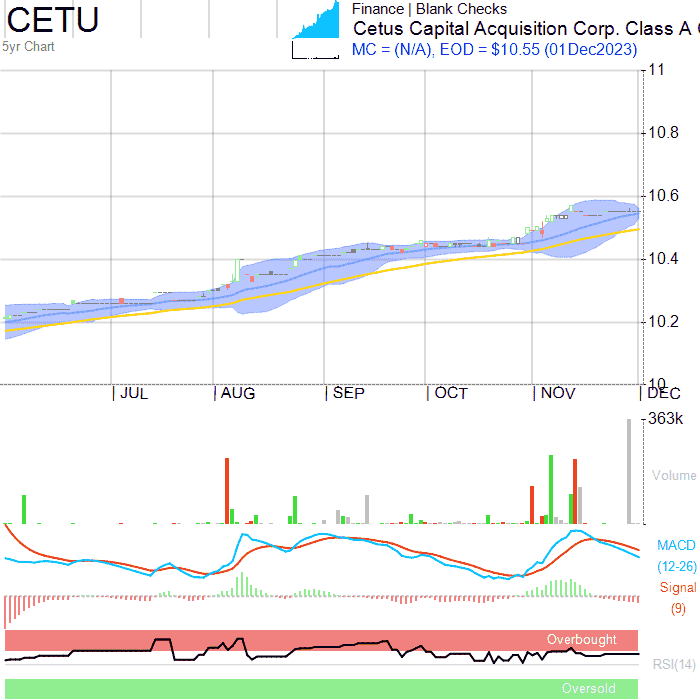 CETU
5yr Chart
Finance | Blank Checks
Cetus Capital Acquisition Corp. Class A
MC = (N/A), EOD = $10.55 (01Dec2023)
11
10.8
10.6
10.4
10.2
10
| JUL | AUG | SEP | OCT | NOV | DEC
363k
Volume
MACD
(12-26)
Signal
(9)
Overbought
RSI(14)
Oversold